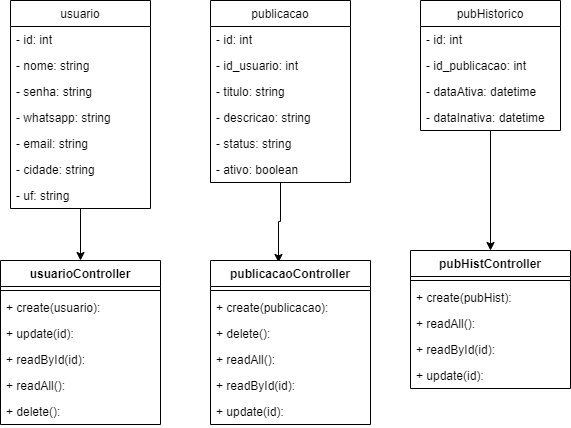 usuario
- id: int
- nome: string
- senha: string
- whatsapp: string
- email: string
- cidade: string
- uf: string
publicacao
- id: int
- id_usuario: int
- titulo: string
- descricao: string
- status: string
- ativo: boolean
pubHistorico
- id: int
- id_publicacao: int
- dataAtiva: datetime
- dataInativa: datetime
usuarioController
+ create(usuario):
+ update(id):
+ readById(id):
+ readAll():
+ delete():
publicacaoController
+ create(publicacao):
+ delete():
+ readAll():
+ readById(id):
+ update(id):
pubHistController
+ create(pubHist):
+ readAll():
+ readById(id):
+ update(id):